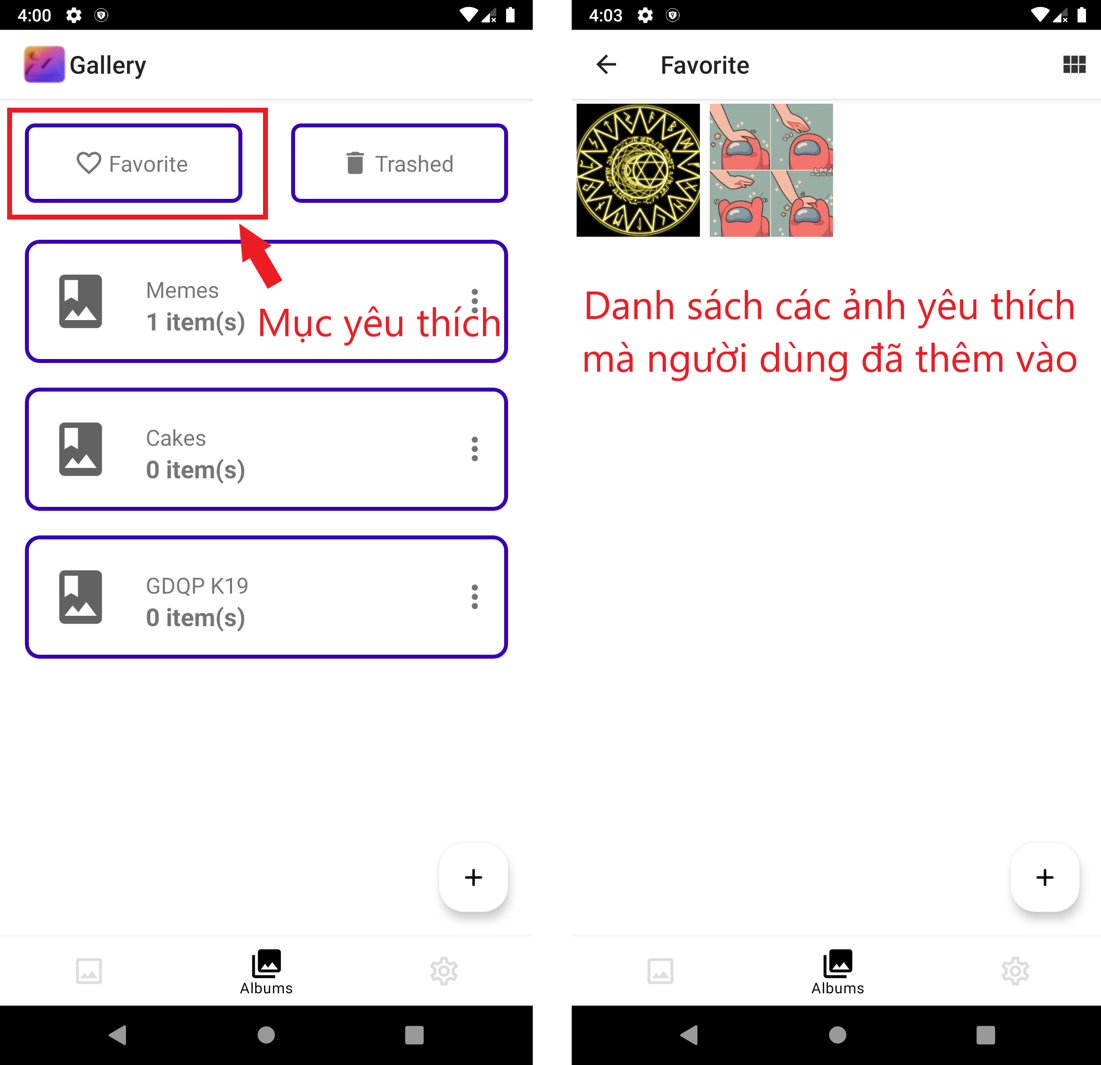 4:00
Gallery
Favorite
Trashed
Memes
1 item(s)
Mục yêu thích
Cakes
0 item(s)
GDQP K19
0 item(s)
+
Albums
4:03
Favorite
Danh sách các ảnh yêu thích
mà người dùng đã thêm vào
+
Albums